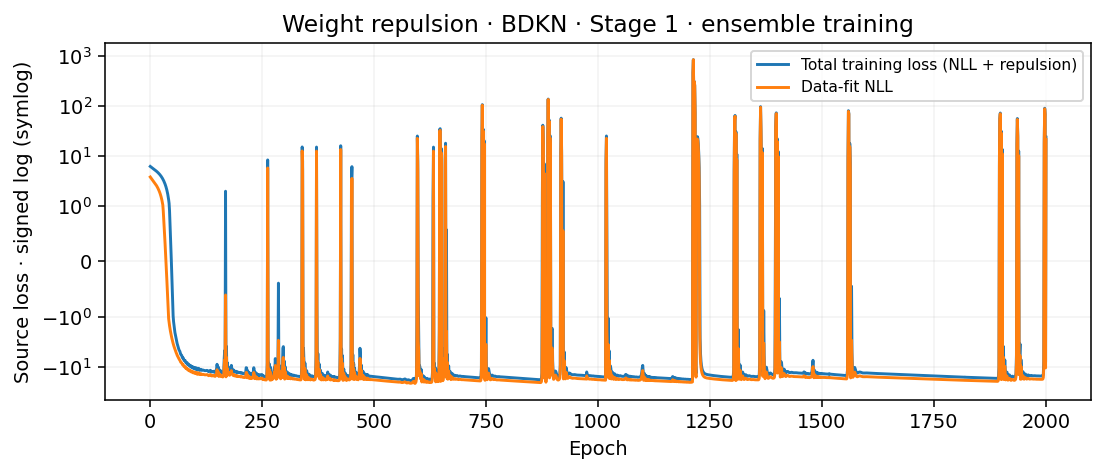 Weight repulsion · BDKN · Stage 1 · ensemble training
Source loss · signed log (symlog)
10³
10²
10¹
10⁰
0
−10⁰
−10¹
Total training loss (NLL + repulsion)
Data-fit NLL
0 250 500 750 1000 1250 1500 1750 2000
Epoch